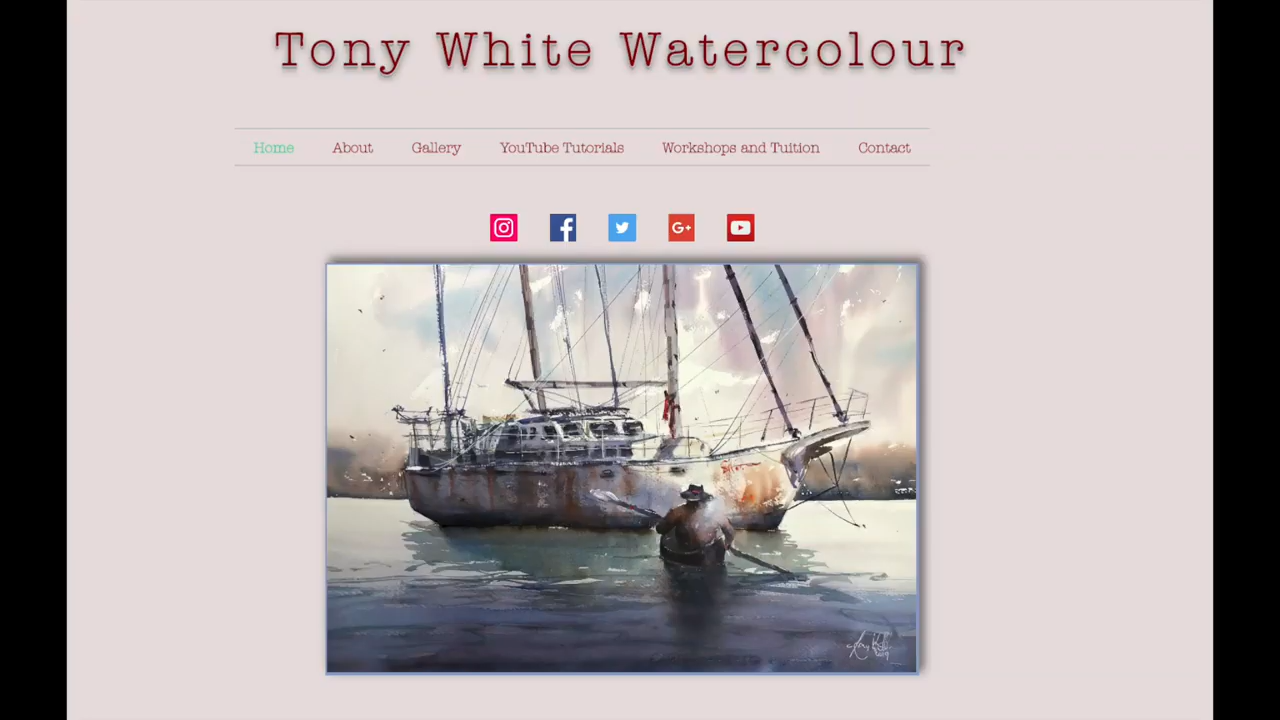 Tony White Watercolour
Home About Gallery YouTube Tutorials Workshops and Tuition Contact